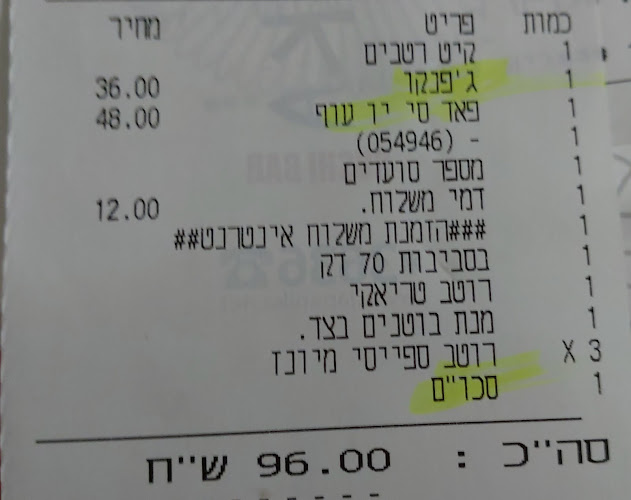 כמות פריט מחיר
1 קיט רטבים
1 ג'פנקו 36.00
1 פאד סי יו עוף 48.00
1 - (054946)
1 מספר סועדים
1 דמי משלוח. 12.00
1 ###הזמנת משלוח אינטרנט##
1 בסביבות 70 דק
1 רוטב טריאקי
1 מנת בוטנים בצד.
3 X רוטב ספייסי מיונז
1 סכו"ם
סה"כ : 96.00 ש"ח